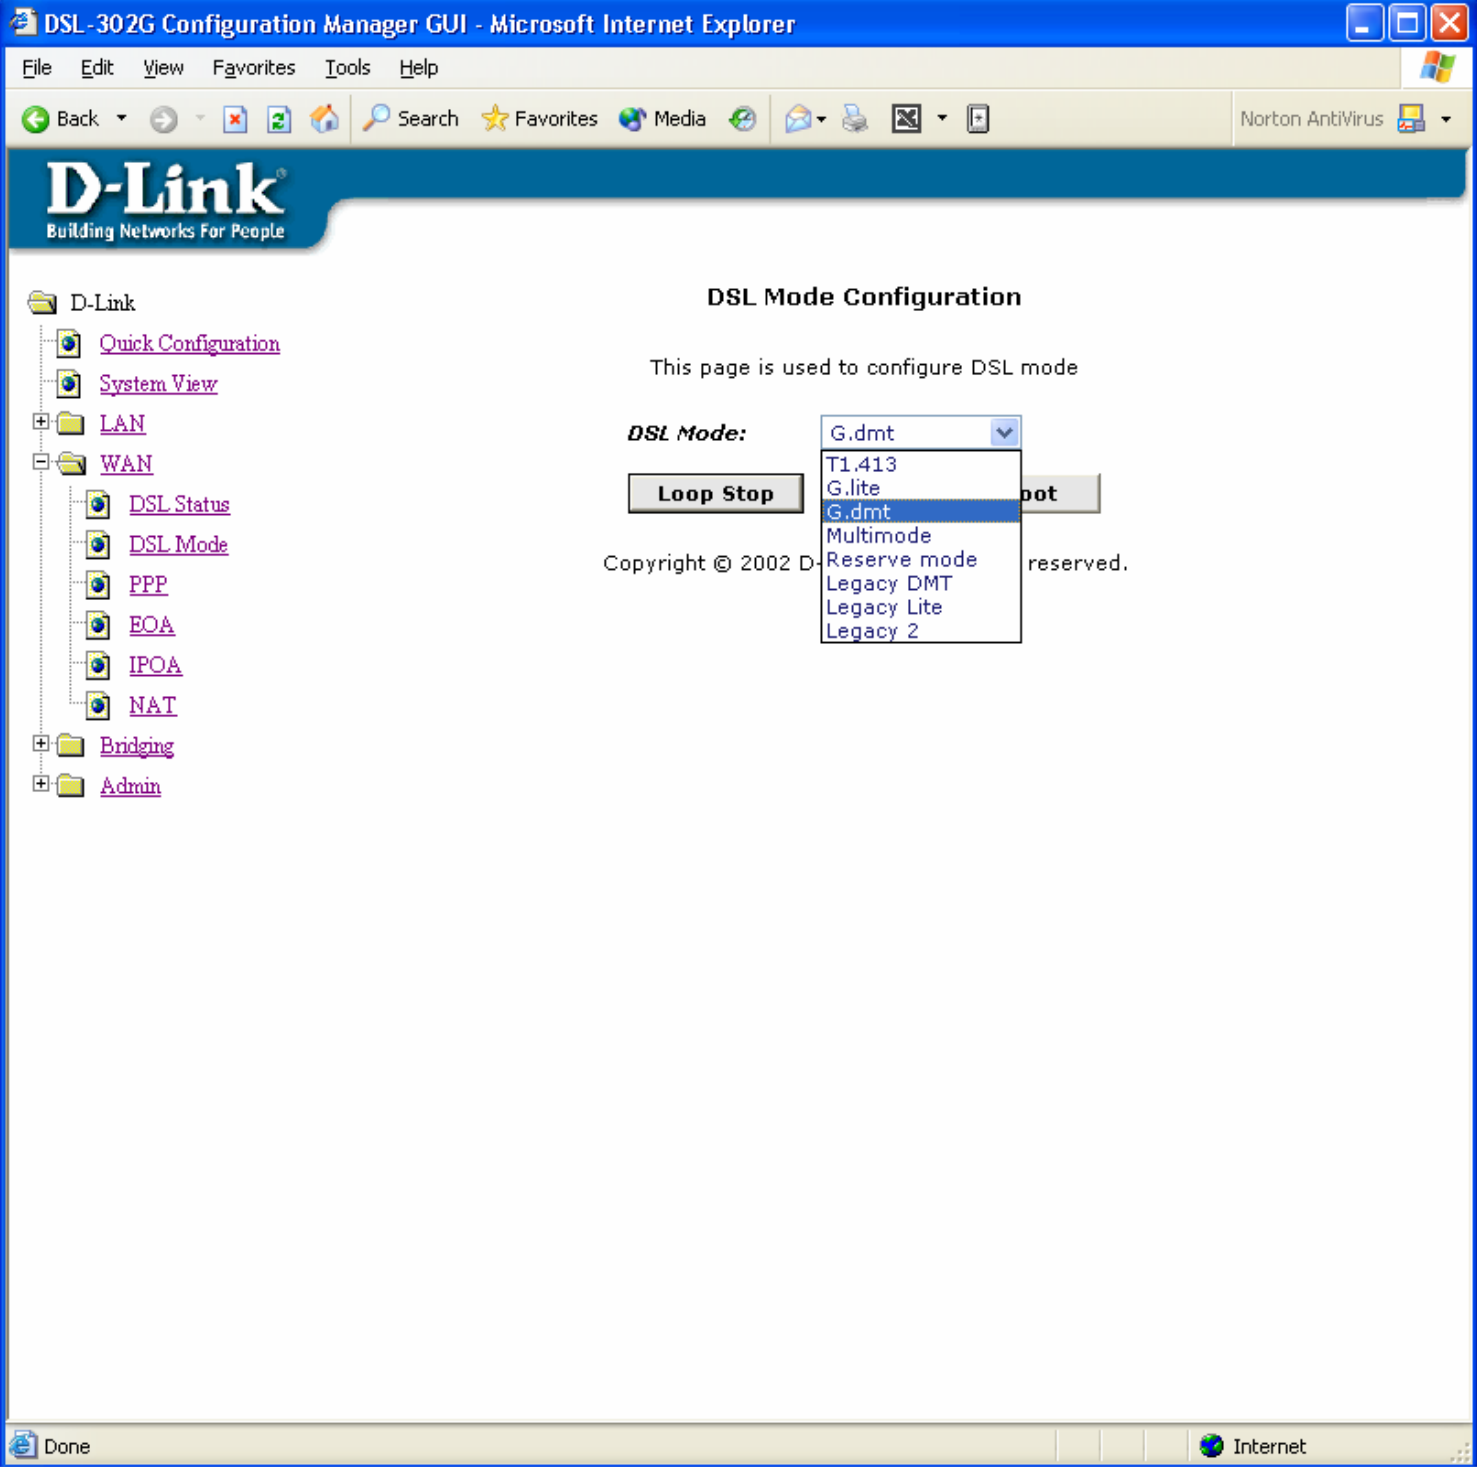 DSL-302G Configuration Manager GUI - Microsoft Internet Explorer
File Edit View Favorites Tools Help
Back Search Favorites Media Norton AntiVirus
D-Link
Building Networks For People
D-Link
Quick Configuration
System View
LAN
WAN
DSL Status
DSL Mode
PPP
EOA
IPOA
NAT
Bridging
Admin
DSL Mode Configuration
This page is used to configure DSL mode
DSL Mode: G.dmt
T1.413
G.lite
G.dmt
Multimode
Reserve mode
Legacy DMT
Legacy Lite
Legacy 2
Loop Stop oot
Copyright © 2002 D- reserved.
Done Internet